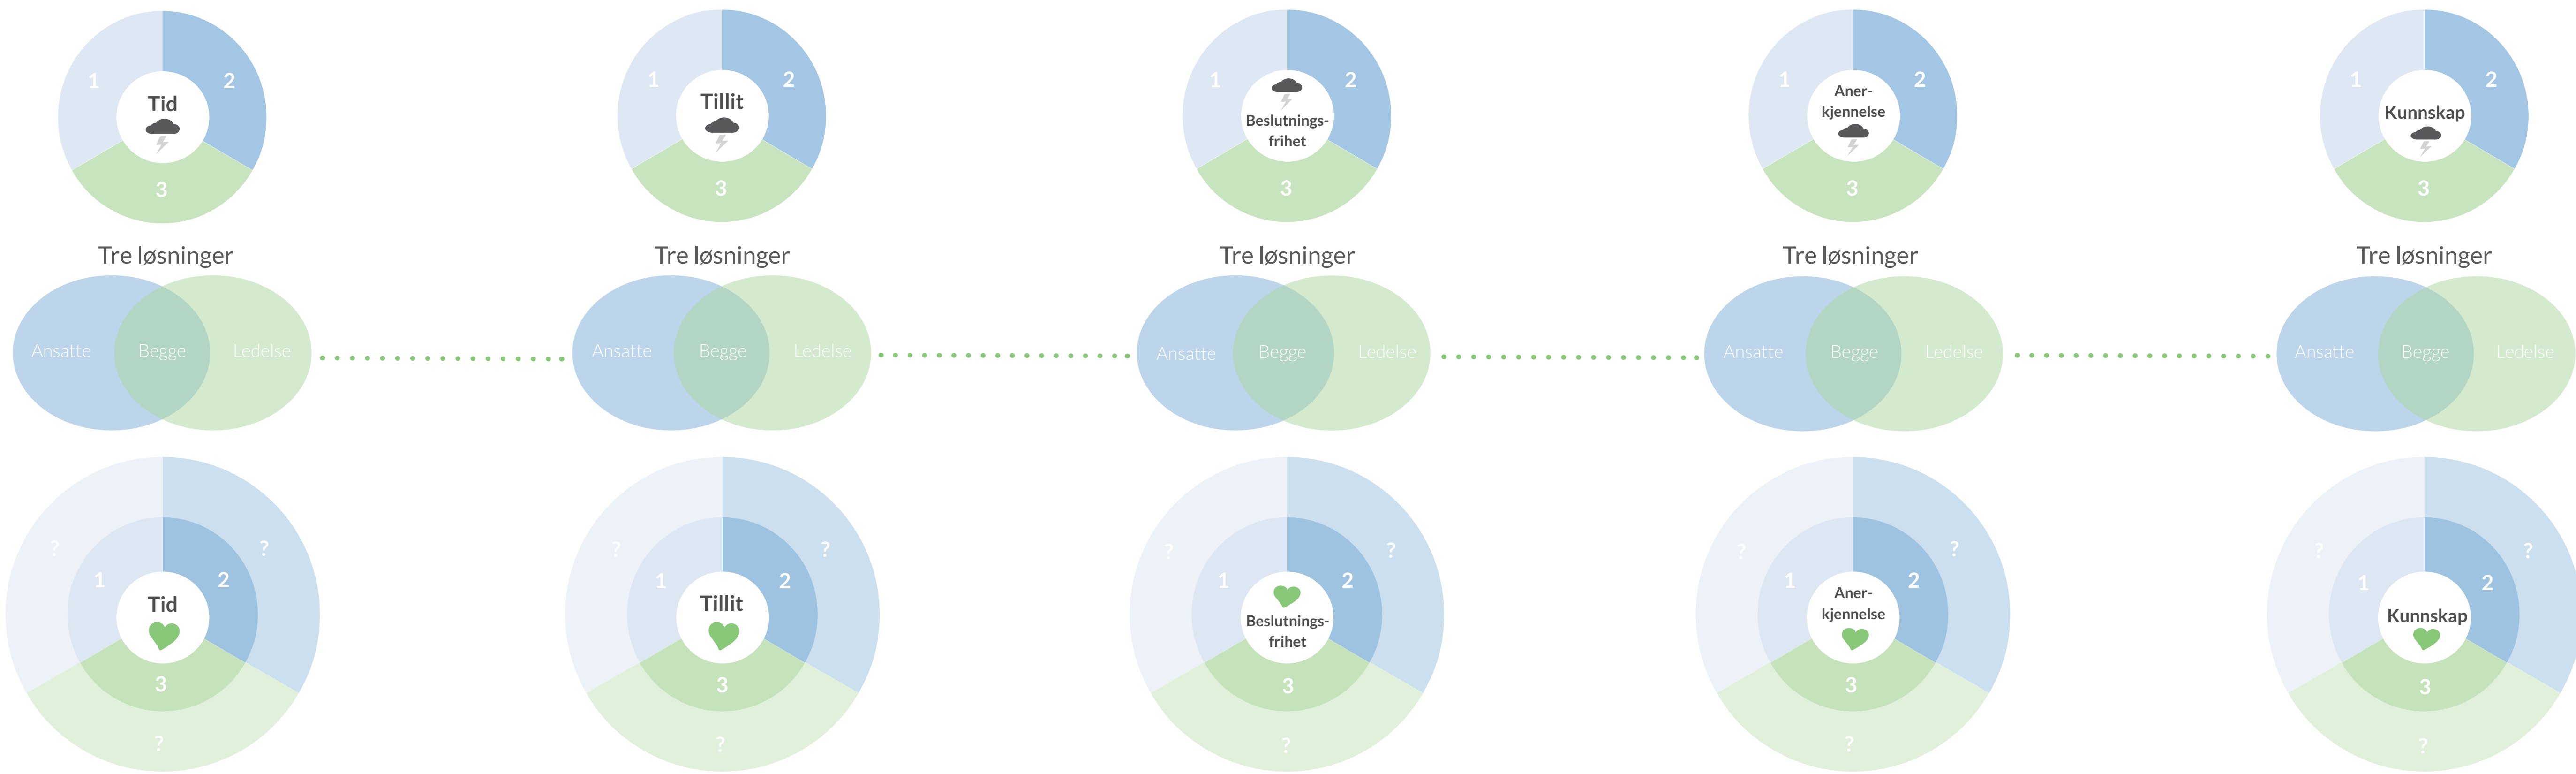 1
2
Tid
3
1
2
Tillit
3
1
2
Beslutnings-
frihet
3
1
2
Aner-
kjennelse
3
1
2
Kunnskap
3
Tre løsninger
Tre løsninger
Tre løsninger
Tre løsninger
Tre løsninger
Ansatte Begge Ledelse
Ansatte Begge Ledelse
Ansatte Begge Ledelse
Ansatte Begge Ledelse
Ansatte Begge Ledelse
? ?
1 2
Tid
3
?
? ?
1 2
Tillit
3
?
? ?
1 2
Beslutnings-
frihet
3
?
? ?
1 2
Aner-
kjennelse
3
?
? ?
1 2
Kunnskap
3
?